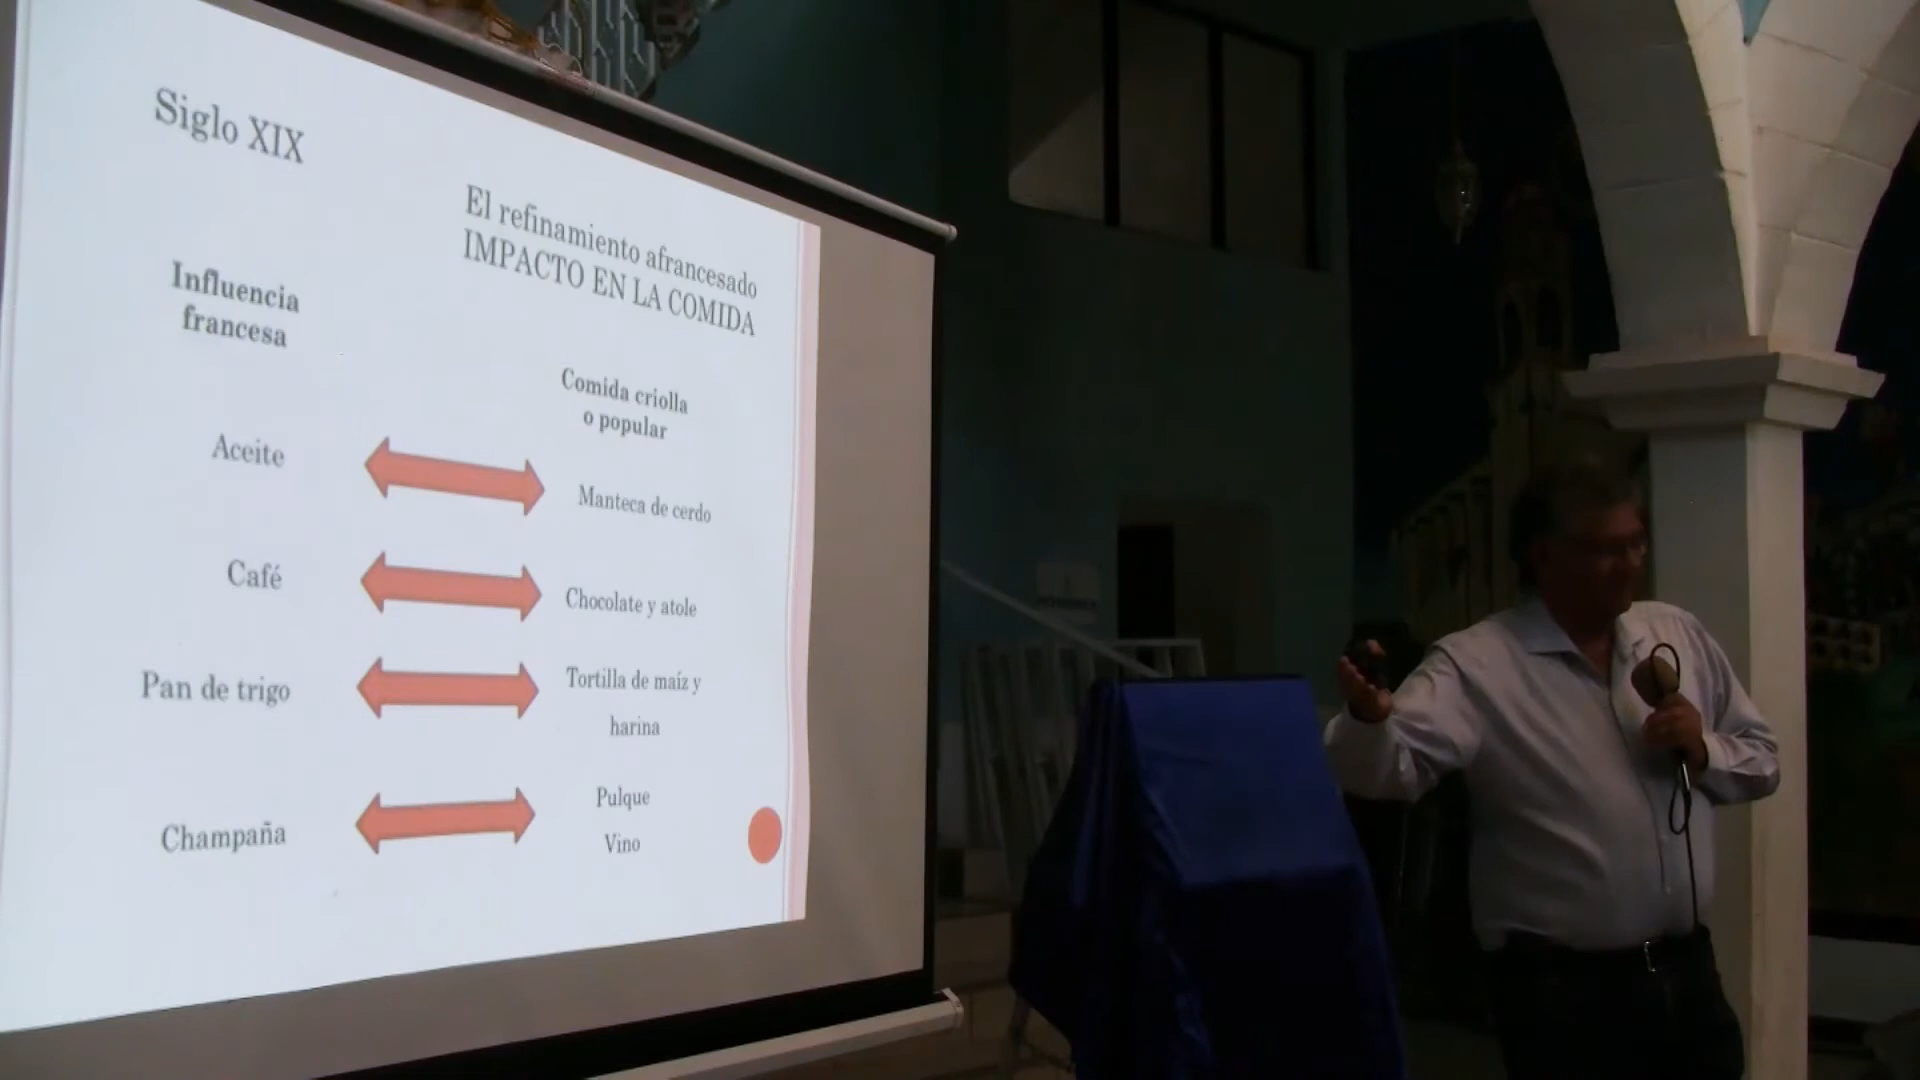 Siglo XIX
El refinamiento afrancesado
IMPACTO EN LA COMIDA
Influencia
francesa
Comida criolla
o popular
Aceite
Manteca de cerdo
Café
Chocolate y atole
Pan de trigo
Tortilla de maíz y
harina
Champaña
Pulque
Vino